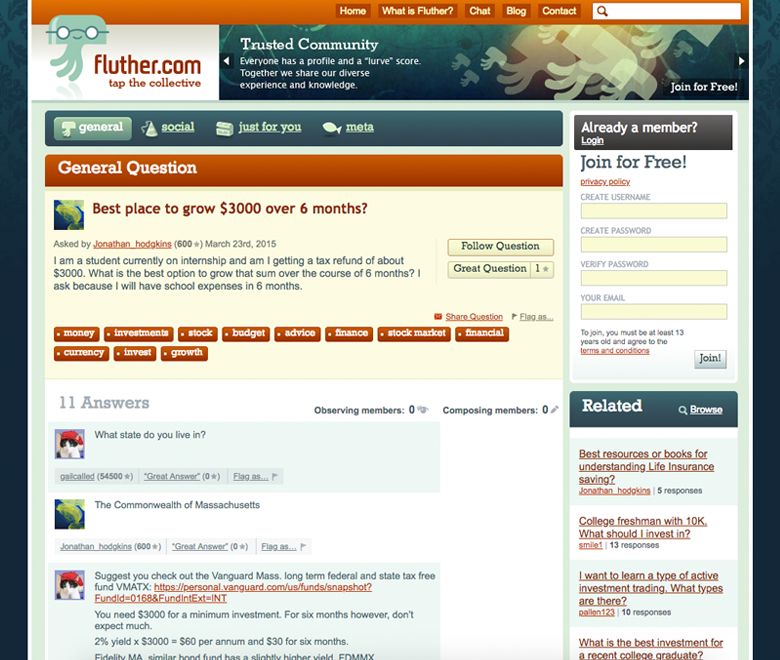 Home
What is Fluther?
Chat
Blog
Contact
fluther.com
tap the collective
Trusted Community
Everyone has a profile and a "lurve" score.
Together we share our diverse
experience and knowledge.
Join for Free!
general
social
just for you
meta
General Question
Best place to grow $3000 over 6 months?
Asked by Jonathan_hodgkins (600★) March 23rd, 2015
I am a student currently on internship and am I getting a tax refund of about
$3000. What is the best option to grow that sum over the course of 6 months? I
ask because I will have school expenses in 6 months.
Follow Question
Great Question 1★
Share Question Flag as...
money
investments
stock
budget
advice
finance
stock market
financial
currency
invest
growth
11 Answers
Observing members: 0
Composing members: 0
What state do you live in?
gailcalled (54500★) "Great Answer" (0★) Flag as...
The Commonwealth of Massachusetts
Jonathan_hodgkins (600★) "Great Answer" (0★) Flag as...
Suggest you check out the Vanguard Mass. long term federal and state tax free
fund VMATX: https://personal.vanguard.com/us/funds/snapshot?
FundId=0168&FundIntExt=INT
You need $3000 for a minimum investment. For six months however, don't
expect much.
2% yield x $3000 = $60 per annum and $30 for six months.
Fidelity MA. similar bond fund has a slightly higher yield. FDMMX
Already a member?
Login
Join for Free!
privacy policy
CREATE USERNAME
CREATE PASSWORD
VERIFY PASSWORD
YOUR EMAIL
To join, you must be at least 13
years old and agree to the
terms and conditions
Join!
Related
Browse
Best resources or books for
understanding Life Insurance
saving?
Jonathan_hodgkins | 5 responses
College freshman with 10K.
What should I invest in?
smile1 | 13 responses
I want to learn a type of active
investment trading. What types
are there?
pallen123 | 10 responses
What is the best investment for
a recent college graduate?